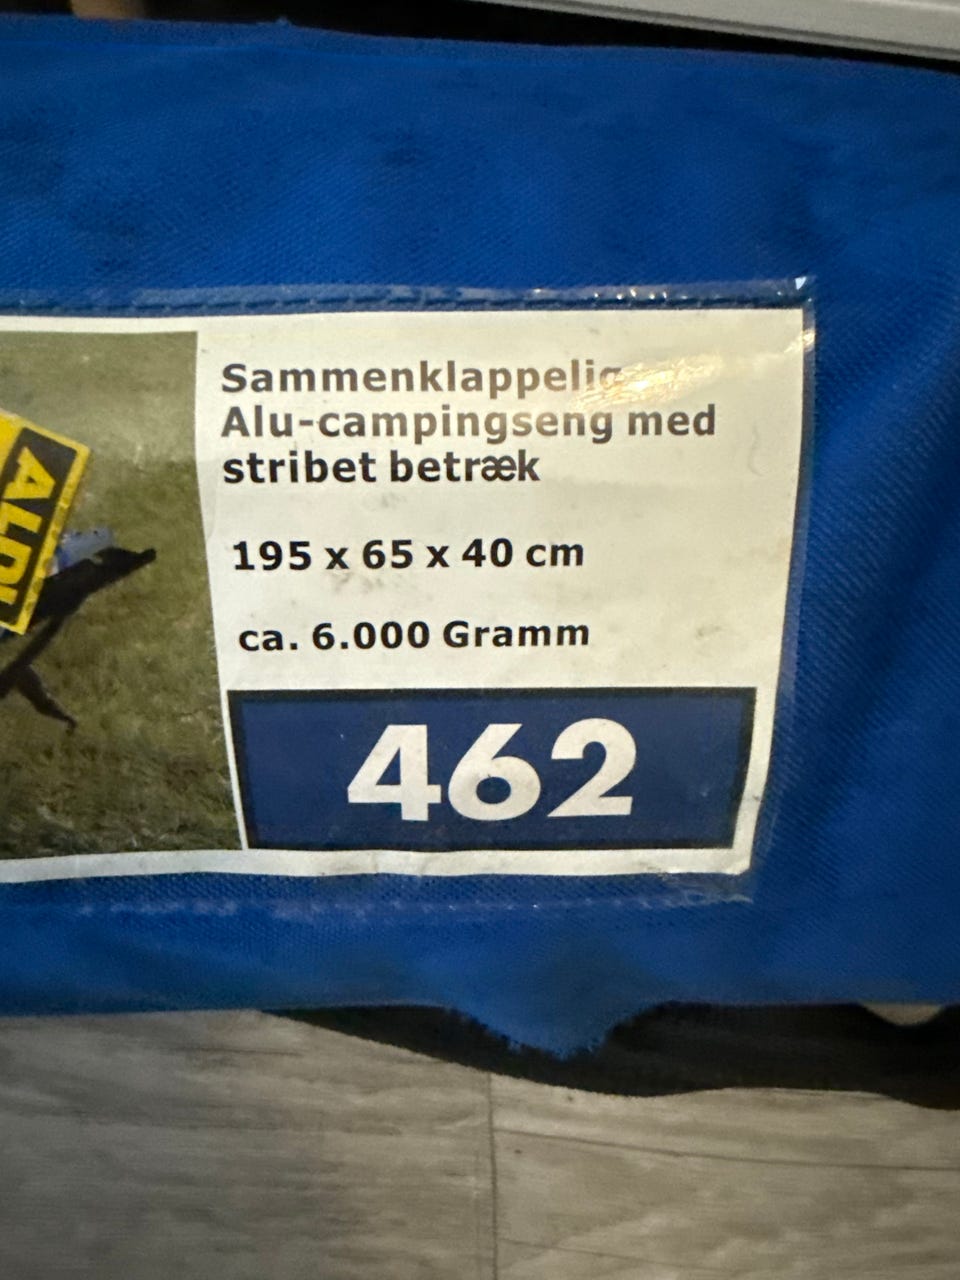 Sammenklappelig
Alu-campingseng med
stribet betræk
195 x 65 x 40 cm
ca. 6.000 Gramm
462
ALDI